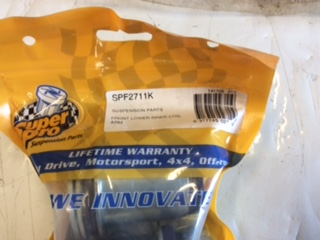 SPF2711K
SUSPENSION PARTS
FRONT LOWER INNER CTRL
ARM
Super
Pro
Suspension Parts
LIFETIME WARRANTY
Drive, Motorsport, 4x4, Off
WE INNOVATE